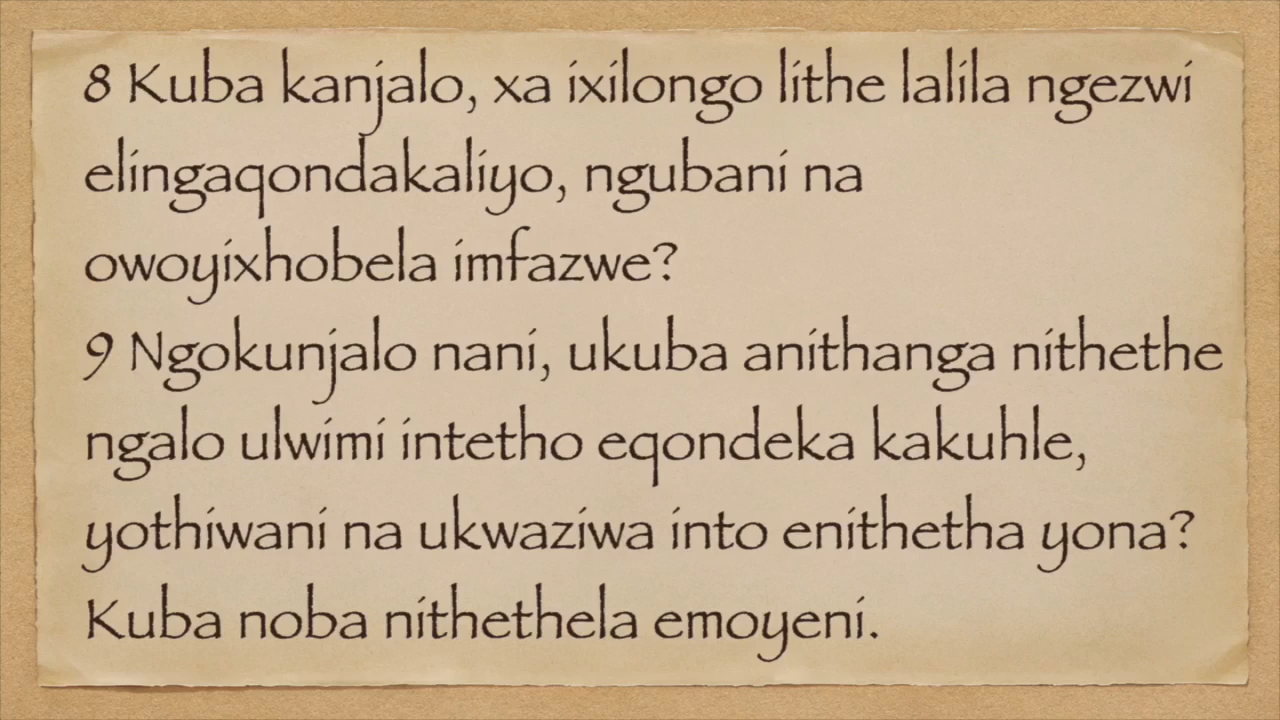 8 Kuba kanjalo, xa ixilongo lithe lalila ngezwi
elingaqondakaliyo, ngubani na
owoyixhobela imfazwe?
9 Ngokunjalo nani, ukuba anithanga nithethe
ngalo ulwimi intetho eqondeka kakuhle,
yothiwani na ukwaziwa into enithetha yona?
Kuba noba nithethela emoyeni.